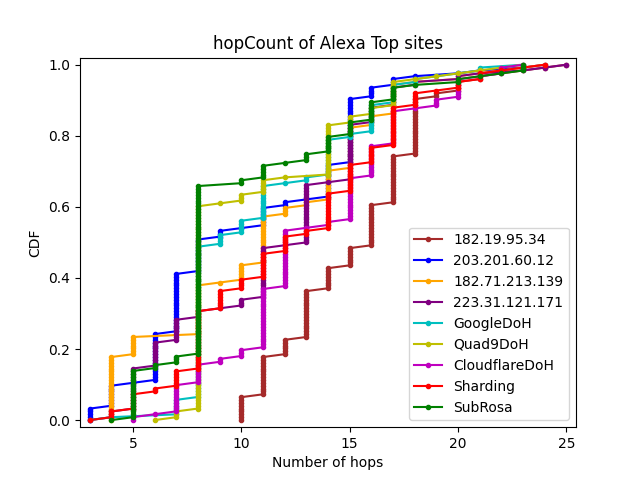 hopCount of Alexa Top sites
CDF
1.0
0.8
0.6
0.4
0.2
0.0
5
10
15
20
25
Number of hops
182.19.95.34
203.201.60.12
182.71.213.139
223.31.121.171
GoogleDoH
Quad9DoH
CloudflareDoH
Sharding
SubRosa